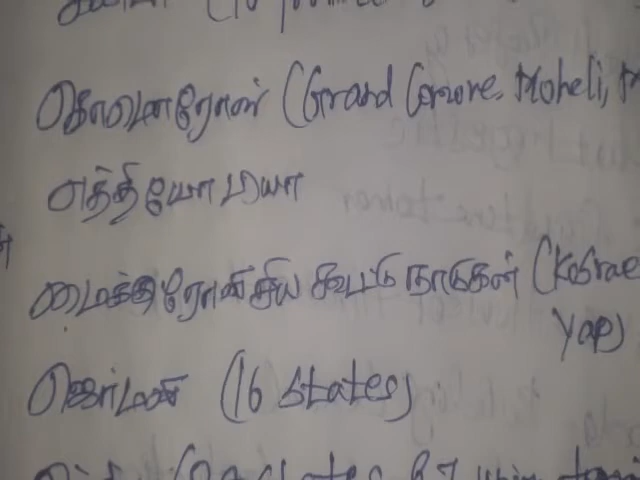 கொமொரோஸ் (Grand Comore, Moheli,
எத்தியோபியா
மைக்குரோனிசிய கூட்டு நாடுகள் (Kosrae
Yap)
ஜெர்மனி (16 states)